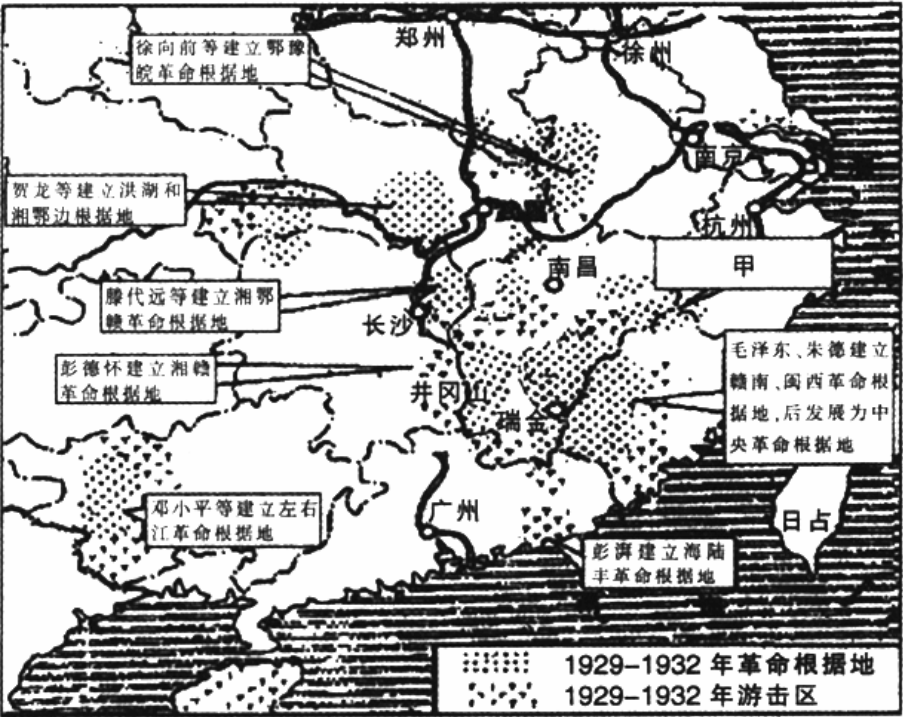 郑州
徐州
徐向前等建立鄂豫
皖革命根据地
南京
贺龙等建立洪湖和
湘鄂边根据地
杭州
甲
南昌
滕代远等建立湘鄂
赣革命根据地
长沙
毛泽东、朱德建立
赣南、闽西革命根
据地,后发展为中
央革命根据地
彭德怀建立湘赣
革命根据地
井冈山
瑞金
邓小平等建立左右
江革命根据地
广州
日占
彭湃建立海陆
丰革命根据地
1929-1932 年革命根据地
1929-1932 年游击区